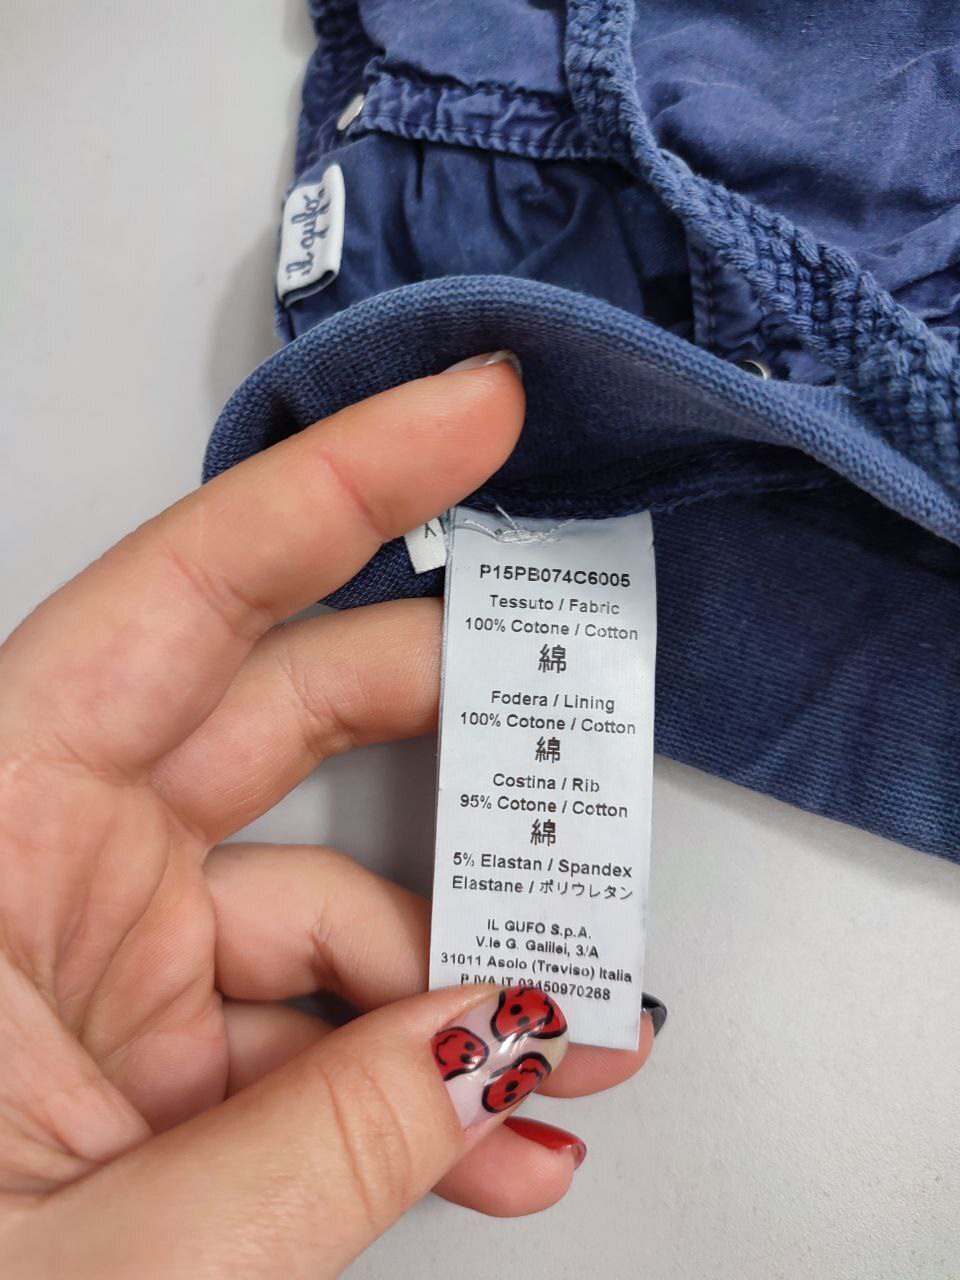 il gufo
P15PB074C6005
Tessuto / Fabric
100% Cotone / Cotton
綿
Fodera / Lining
100% Cotone / Cotton
綿
Costina / Rib
95% Cotone / Cotton
綿
5% Elastan / Spandex
Elastane / ポリウレタン
IL GUFO S.p.A.
V.le G. Galilei, 3/A
31011 Asolo (Treviso) Italia
P.IVA IT 03450970268